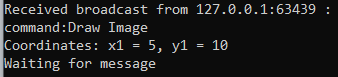 Received broadcast from 127.0.0.1:63439 :
command:Draw Image
Coordinates: x1 = 5, y1 = 10
Waiting for message